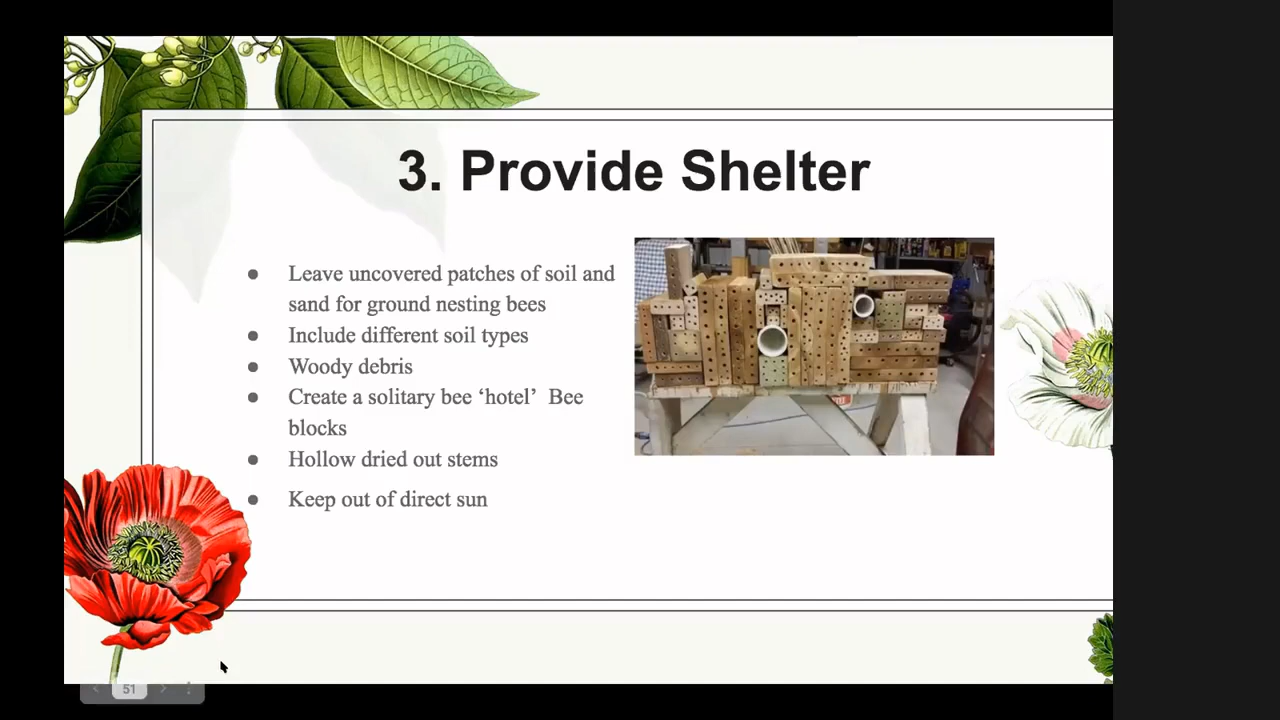 3. Provide Shelter
● Leave uncovered patches of soil and
sand for ground nesting bees
● Include different soil types
● Woody debris
● Create a solitary bee ‘hotel’  Bee
blocks
● Hollow dried out stems
● Keep out of direct sun
51